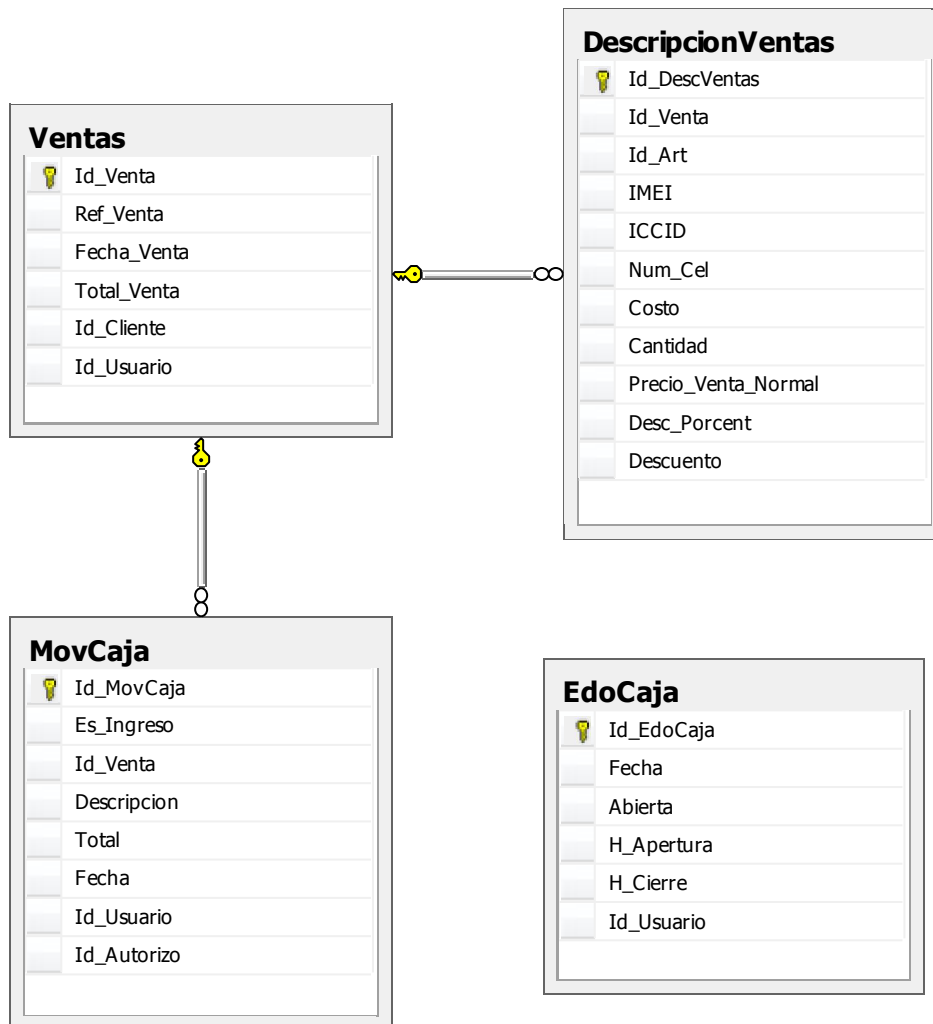 DescripcionVentas
Id_DescVentas
Id_Venta
Id_Art
IMEI
ICCID
Num_Cel
Costo
Cantidad
Precio_Venta_Normal
Desc_Porcent
Descuento
Ventas
Id_Venta
Ref_Venta
Fecha_Venta
Total_Venta
Id_Cliente
Id_Usuario
MovCaja
Id_MovCaja
Es_Ingreso
Id_Venta
Descripcion
Total
Fecha
Id_Usuario
Id_Autorizo
EdoCaja
Id_EdoCaja
Fecha
Abierta
H_Apertura
H_Cierre
Id_Usuario